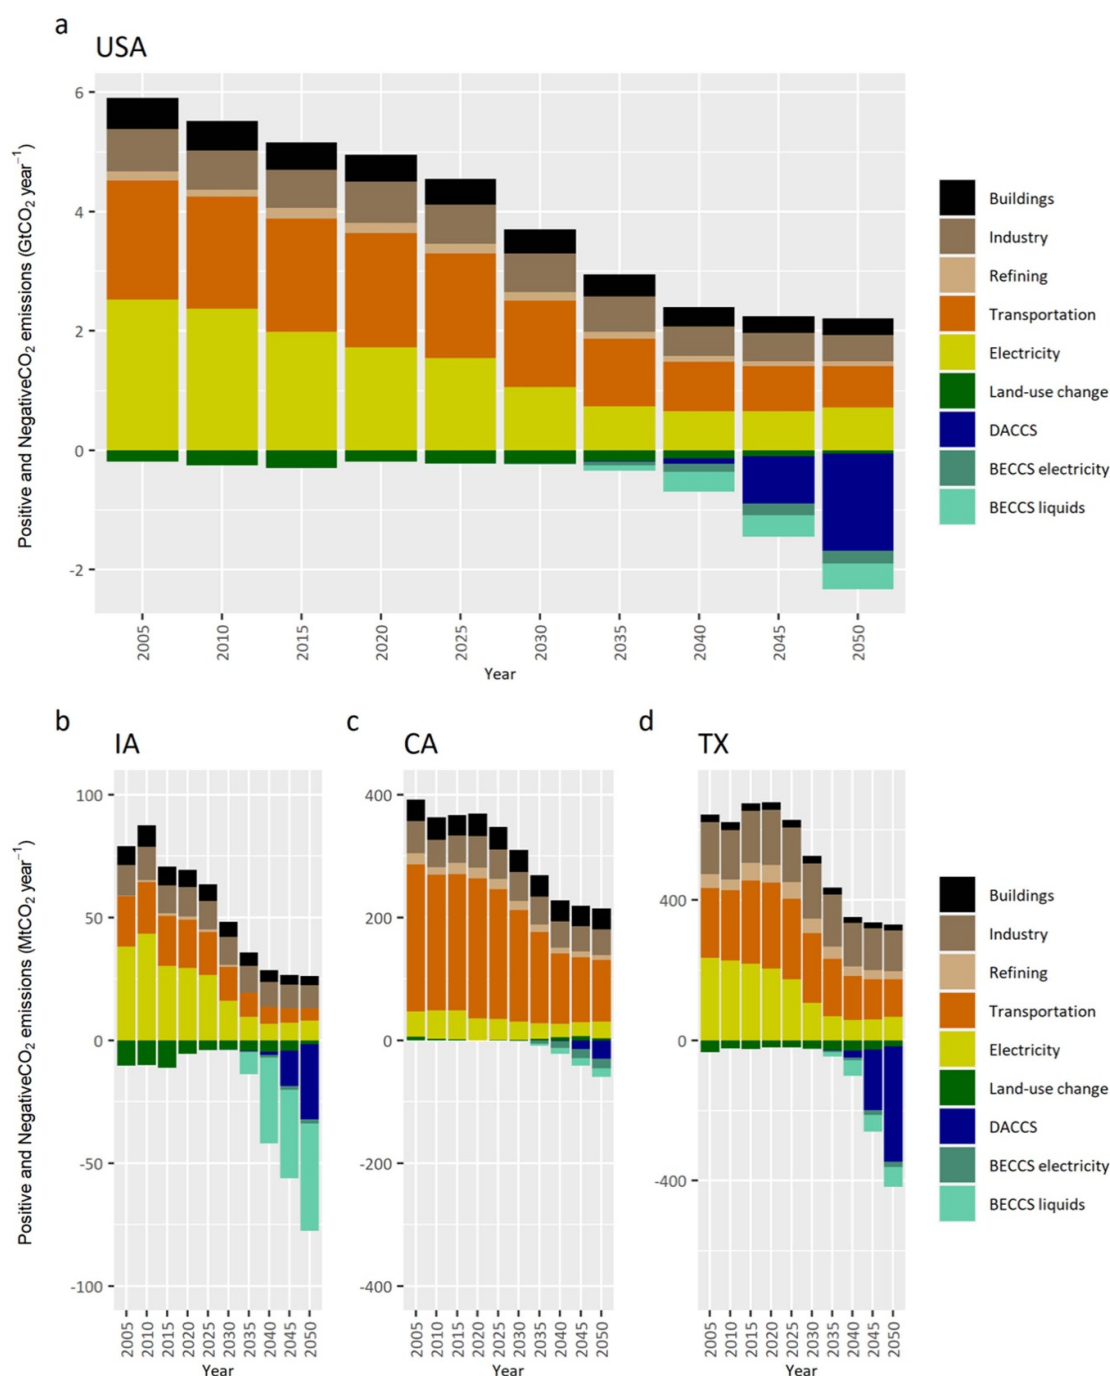 a
USA
Positive and NegativeCO₂ emissions (GtCO₂ year⁻¹)
6
4
2
0
-2
2005 2010 2015 2020 2025 2030 2035 2040 2045 2050
Year
Buildings
Industry
Refining
Transportation
Electricity
Land-use change
DACCS
BECCS electricity
BECCS liquids
b
IA
Positive and NegativeCO₂ emissions (MtCO₂ year⁻¹)
100
50
0
-50
-100
2005 2010 2015 2020 2025 2030 2035 2040 2045 2050
Year
c
CA
400
200
0
-200
-400
2005 2010 2015 2020 2025 2030 2035 2040 2045 2050
Year
d
TX
400
0
-400
2005 2010 2015 2020 2025 2030 2035 2040 2045 2050
Year
Buildings
Industry
Refining
Transportation
Electricity
Land-use change
DACCS
BECCS electricity
BECCS liquids